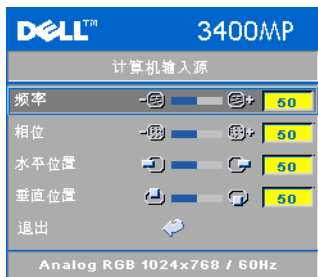 DELL™ 3400MP
计算机输入源
频率 - + 50
相位 - + 50
水平位置 50
垂直位置 50
退出
Analog RGB 1024x768 / 60Hz